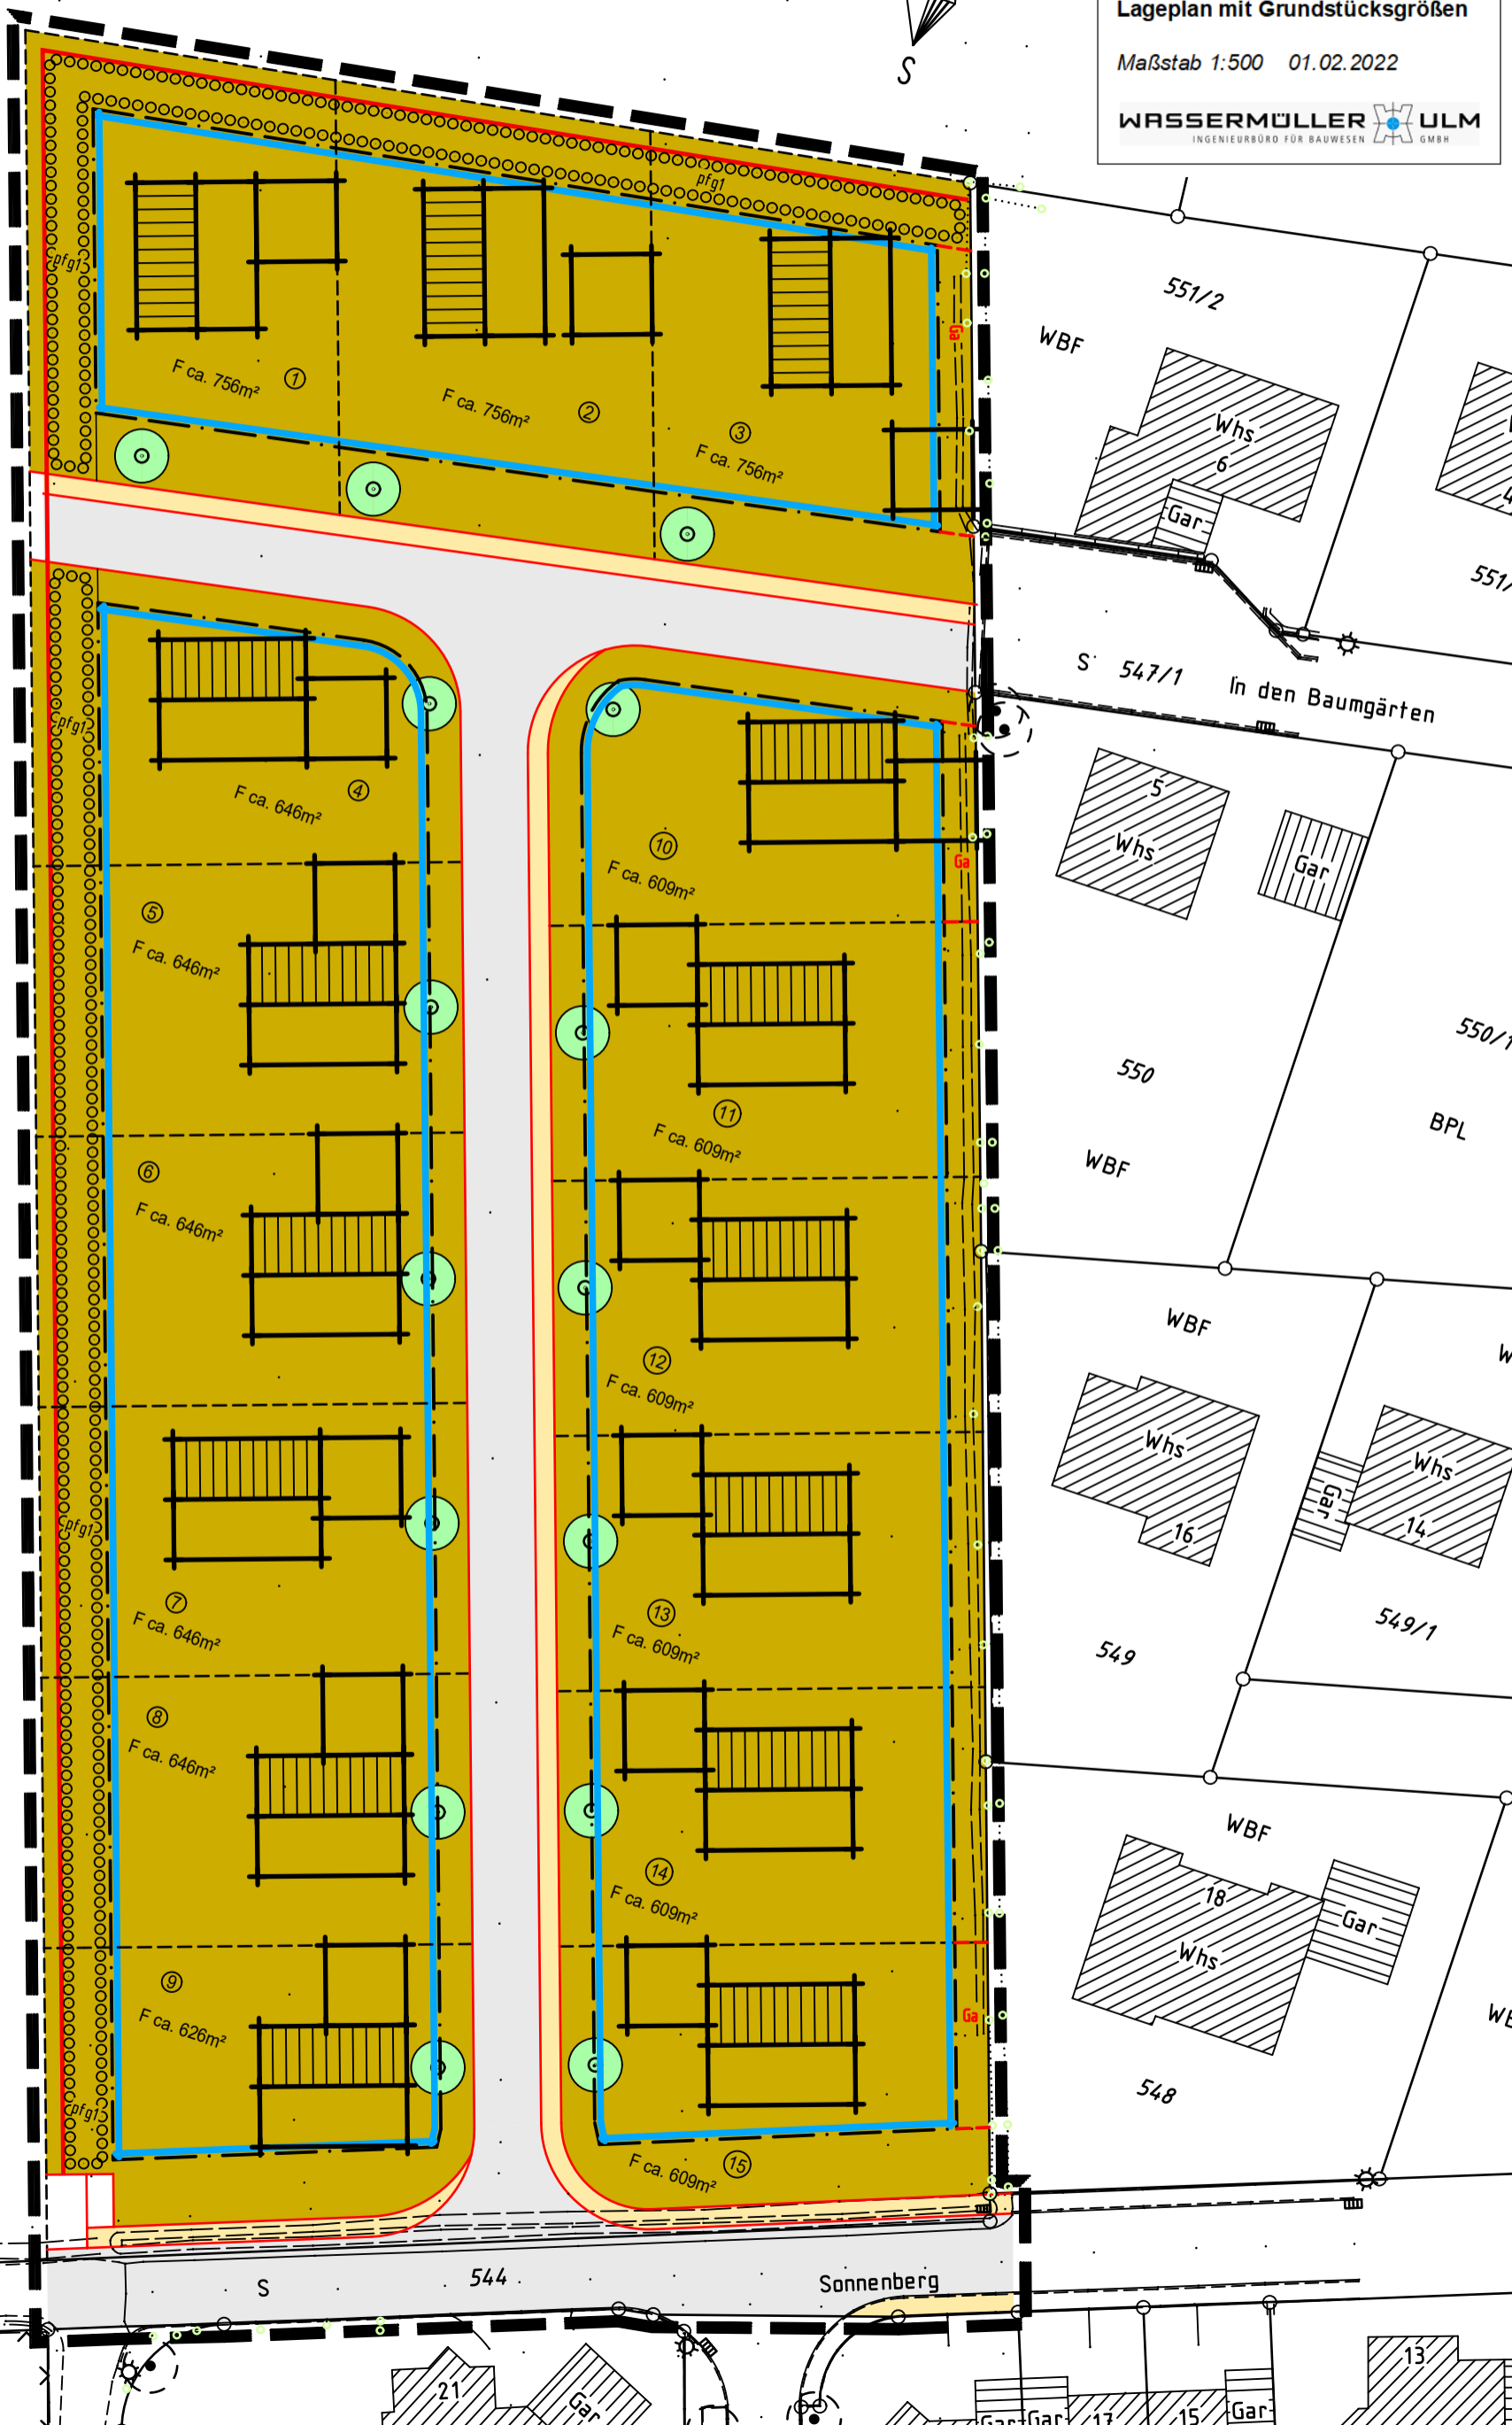 Lageplan mit Grundstücksgrößen
Maßstab 1:500 01.02.2022
WASSERMÜLLER ULM
INGENIEURBÜRO FÜR BAUWESEN GMBH
S
pfg1
pfg1
551/2
WBF
Ga
Whs
6
Gar
F ca. 756m² 1
F ca. 756m² 2
3
F ca. 756m²
S 547/1 In den Baumgärten
pfg1
4
F ca. 646m²
5
Whs
Gar
10
F ca. 609m²
Ga
5
F ca. 646m²
550
550/1
11
F ca. 609m²
BPL
WBF
6
F ca. 646m²
WBF
12
F ca. 609m²
Whs
16
Whs
14
Gar
pfg1
7
F ca. 646m²
13
F ca. 609m²
549/1
549
8
F ca. 646m²
WBF
14
F ca. 609m²
18
Whs
Gar
9
F ca. 626m²
Ga
pfg1
548
15
F ca. 609m²
S
544
Sonnenberg
21
Gar
13
Gar
Gar
17
15
Gar